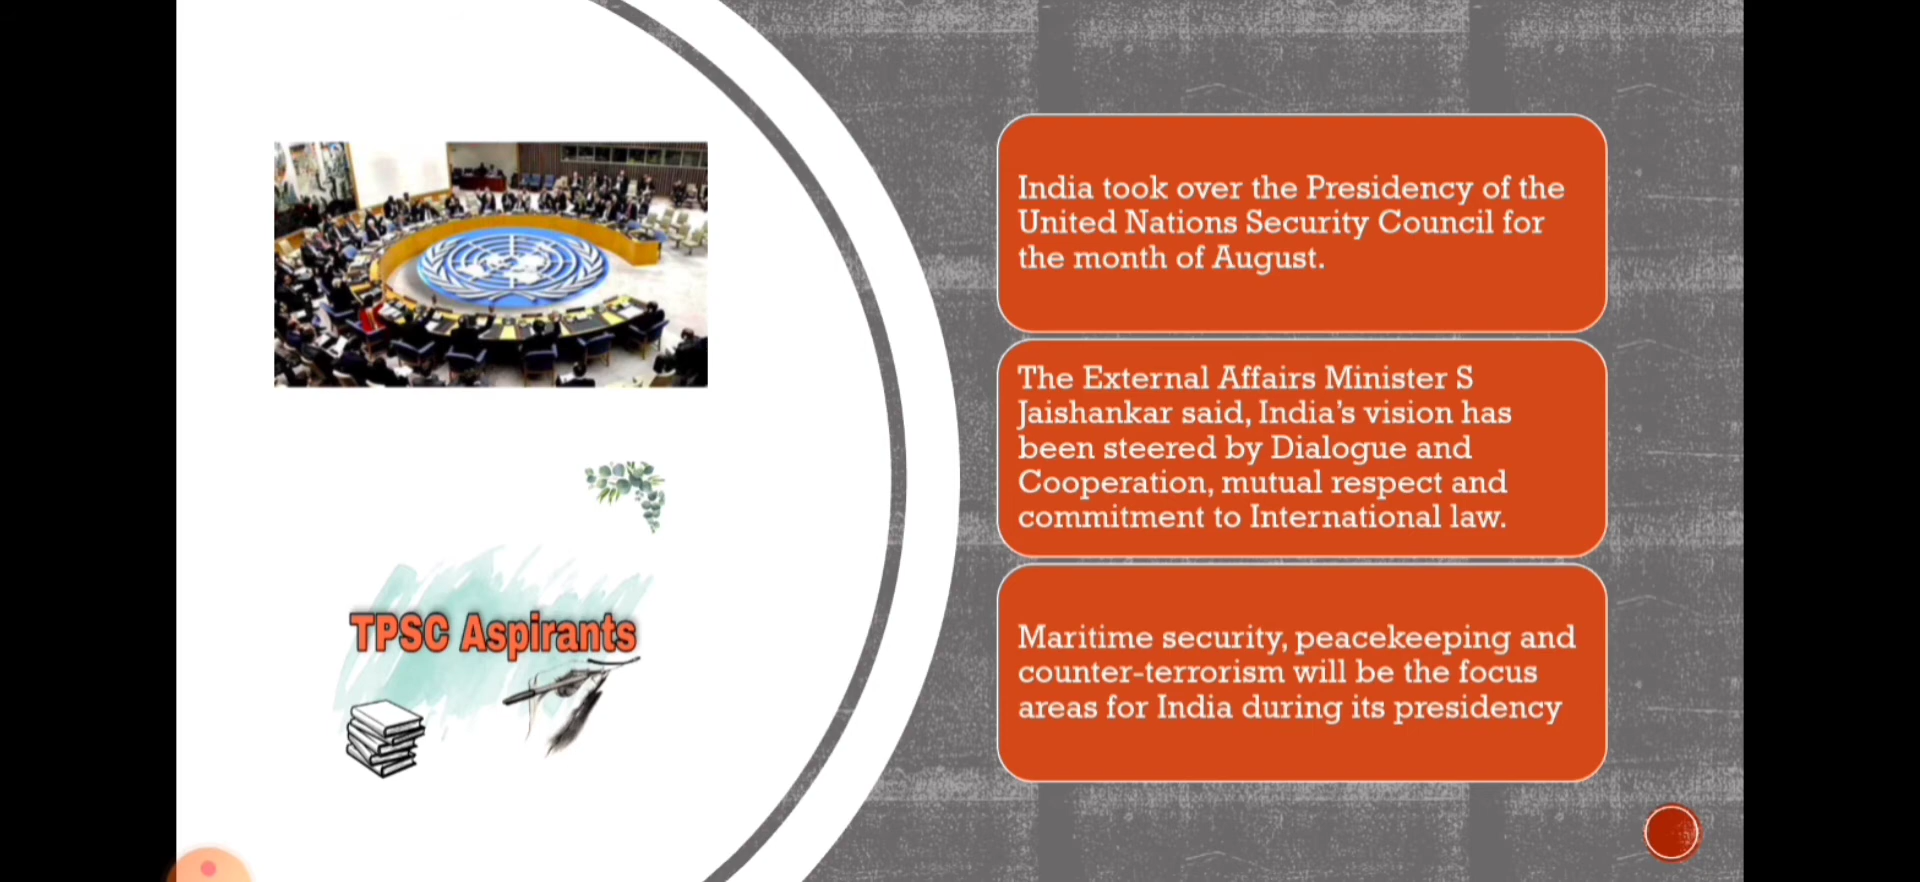 India took over the Presidency of the
United Nations Security Council for
the month of August.
The External Affairs Minister S
Jaishankar said, India’s vision has
been steered by Dialogue and
Cooperation, mutual respect and
commitment to International law.
Maritime security, peacekeeping and
counter-terrorism will be the focus
areas for India during its presidency
TPSC Aspirants